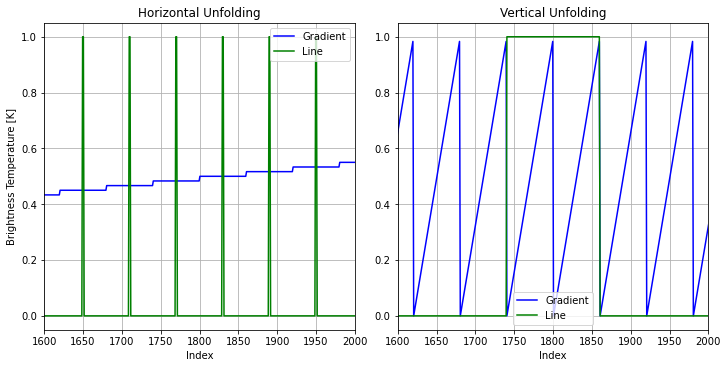 Horizontal Unfolding
Vertical Unfolding
Brightness Temperature [K]
1.0
0.8
0.6
0.4
0.2
0.0
1600 1650 1700 1750 1800 1850 1900 1950 2000
Index
Gradient
Line
1.0
0.8
0.6
0.4
0.2
0.0
1600 1650 1700 1750 1800 1850 1900 1950 2000
Index
Gradient
Line